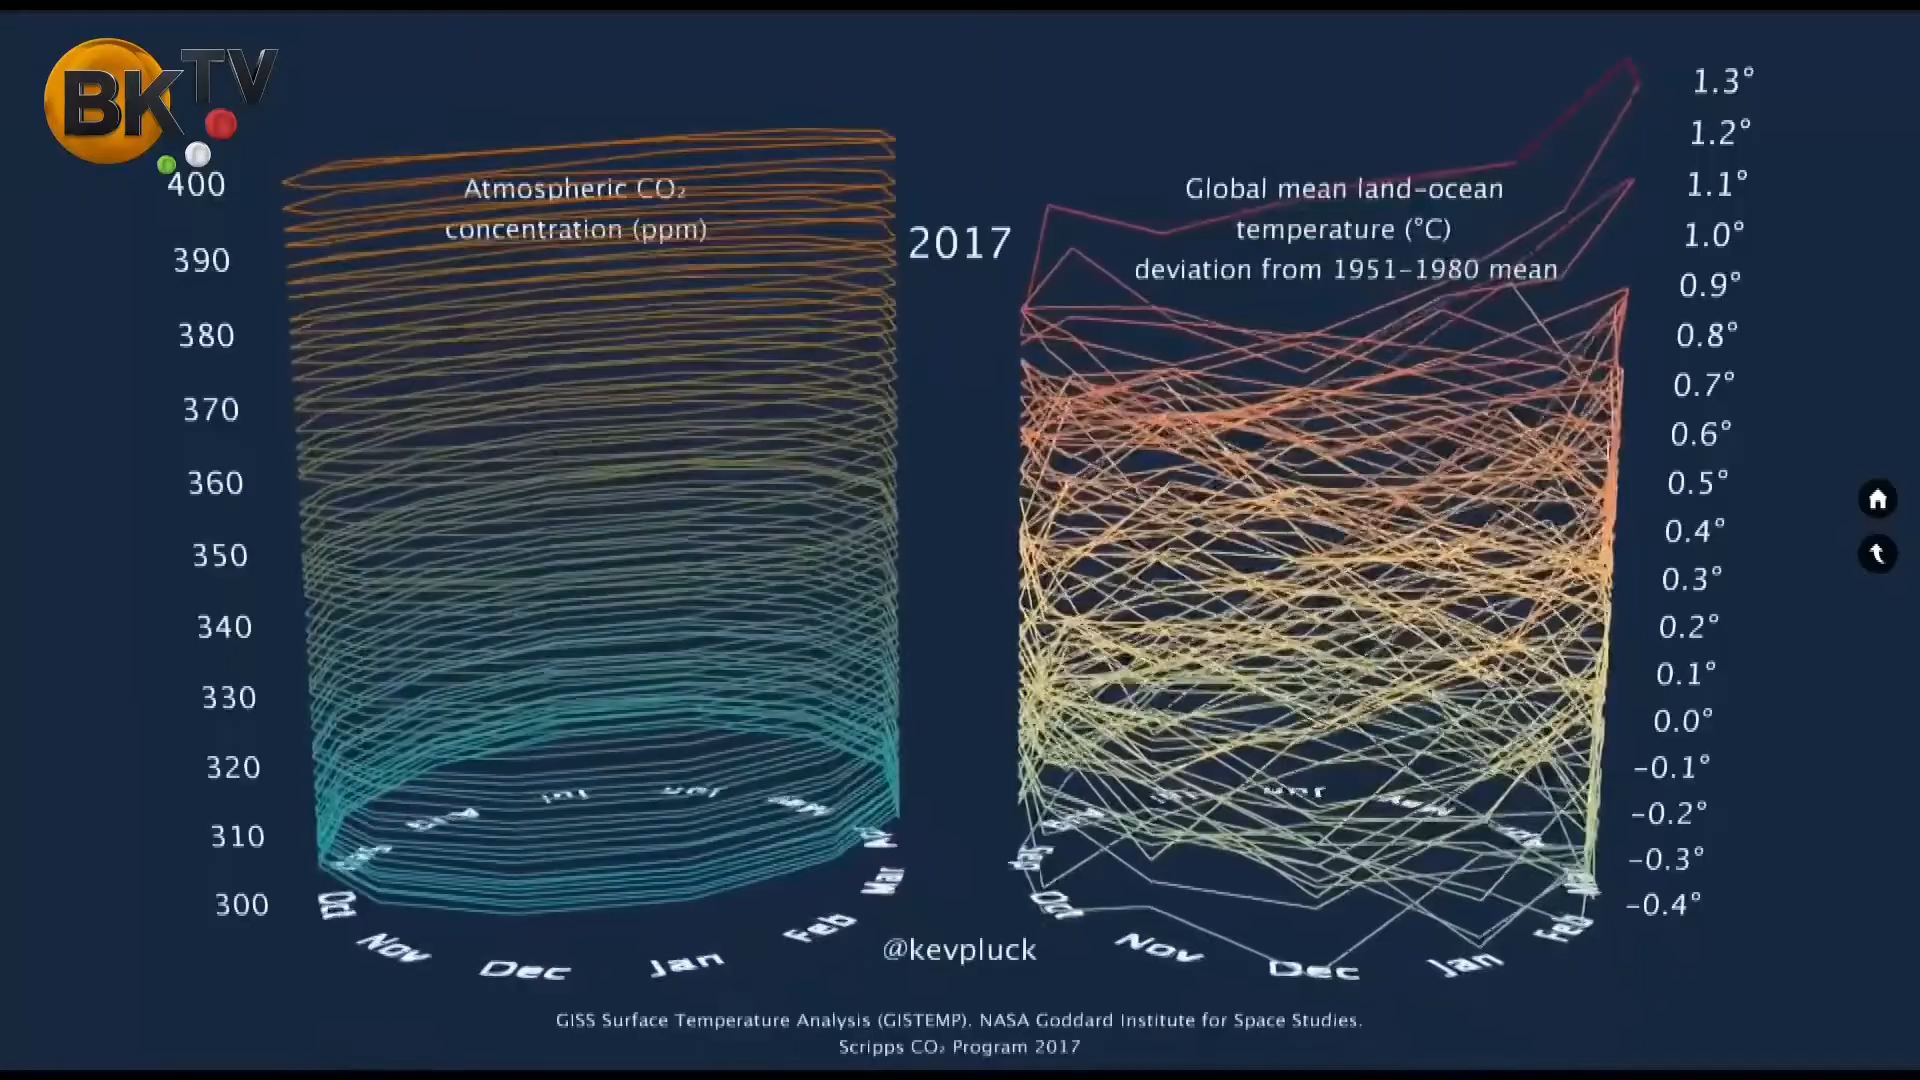 BKTV
Atmospheric CO₂
concentration (ppm)
400
390
380
370
360
350
340
330
320
310
300
Oct
Nov
Dec
Jan
Feb
Mar
2017
Global mean land-ocean
temperature (°C)
deviation from 1951-1980 mean
1.3°
1.2°
1.1°
1.0°
0.9°
0.8°
0.7°
0.6°
0.5°
0.4°
0.3°
0.2°
0.1°
0.0°
-0.1°
-0.2°
-0.3°
-0.4°
Oct
Nov
Dec
Jan
Feb
@kevpluck
GISS Surface Temperature Analysis (GISTEMP). NASA Goddard Institute for Space Studies.
Scripps CO₂ Program 2017